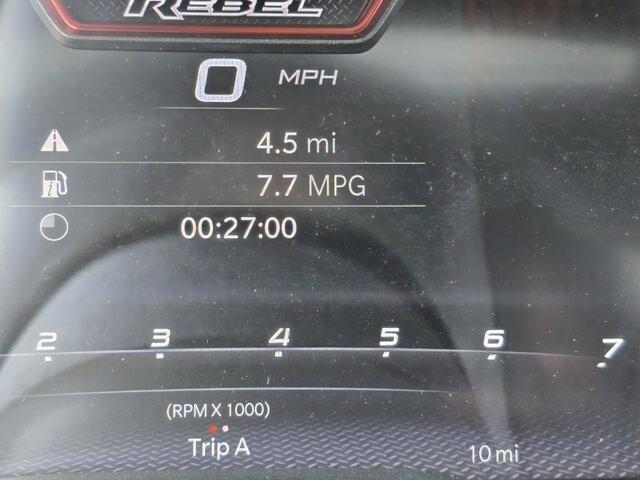 REBEL
0 MPH
4.5 mi
7.7 MPG
00:27:00
2 3 4 5 6 7
(RPM X 1000)
Trip A
10 mi